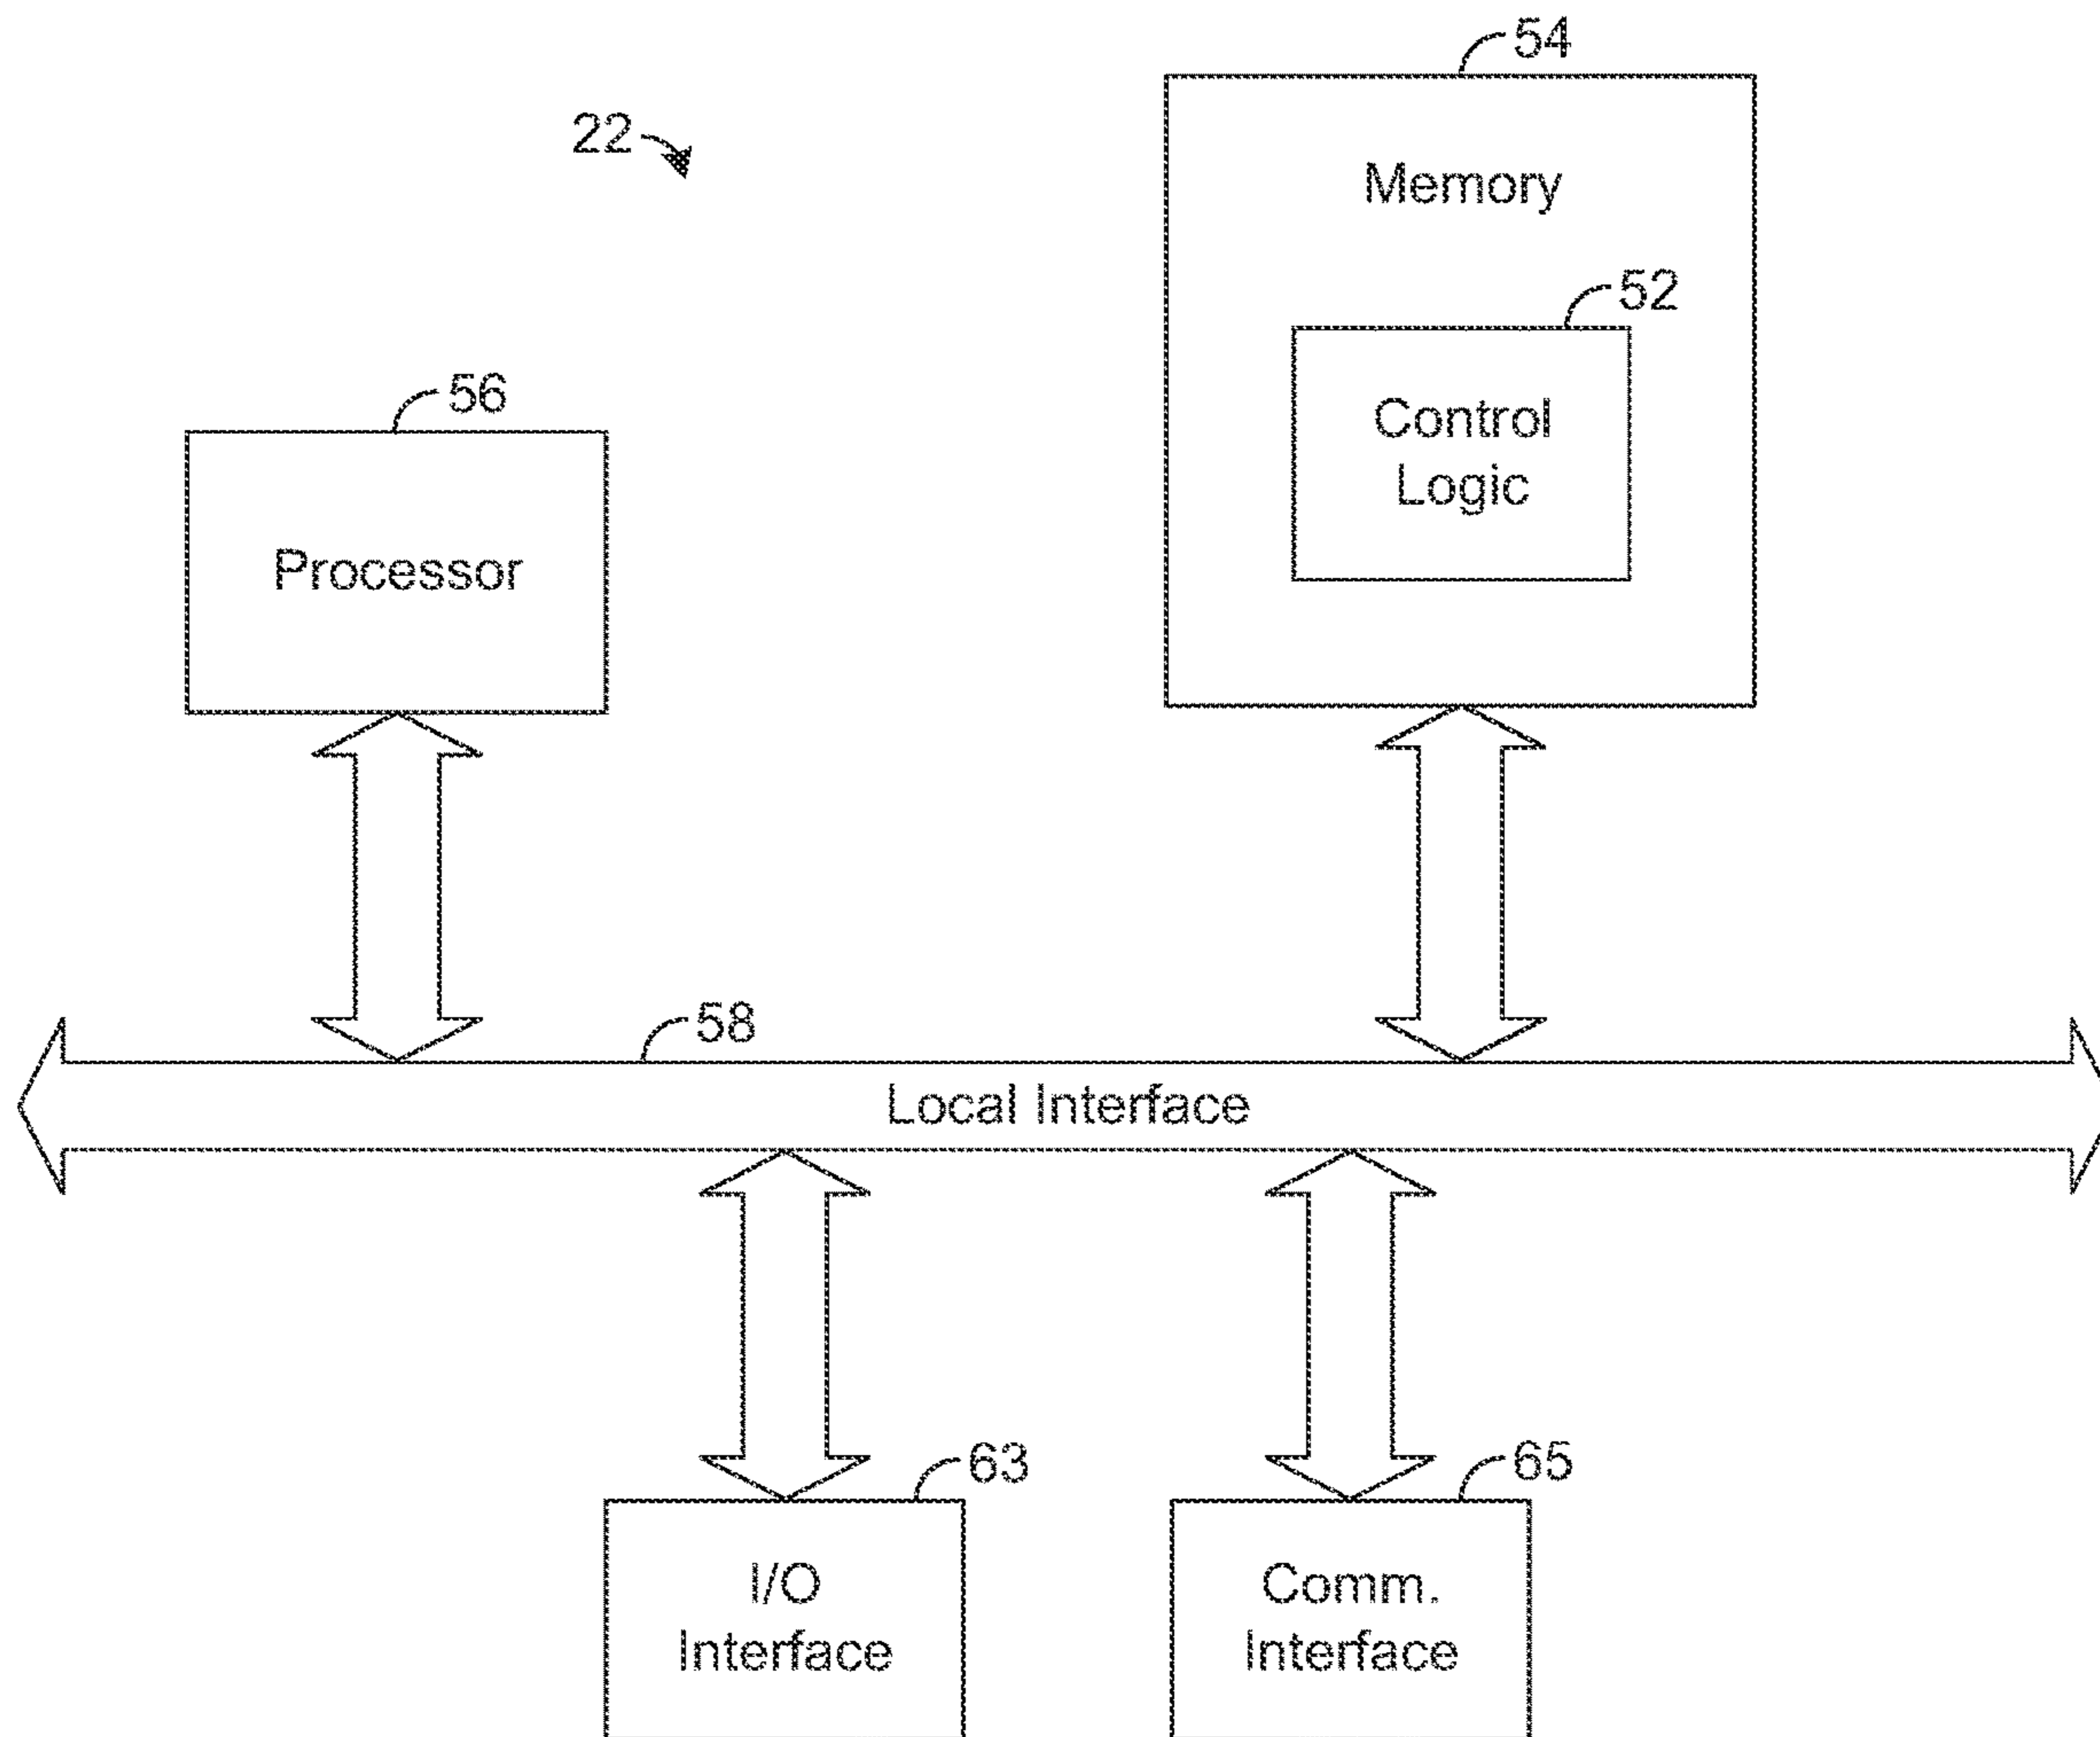 54
22
Memory
52
Control
Logic
56
Processor
58
Local Interface
63
65
I/O
Interface
Comm.
Interface